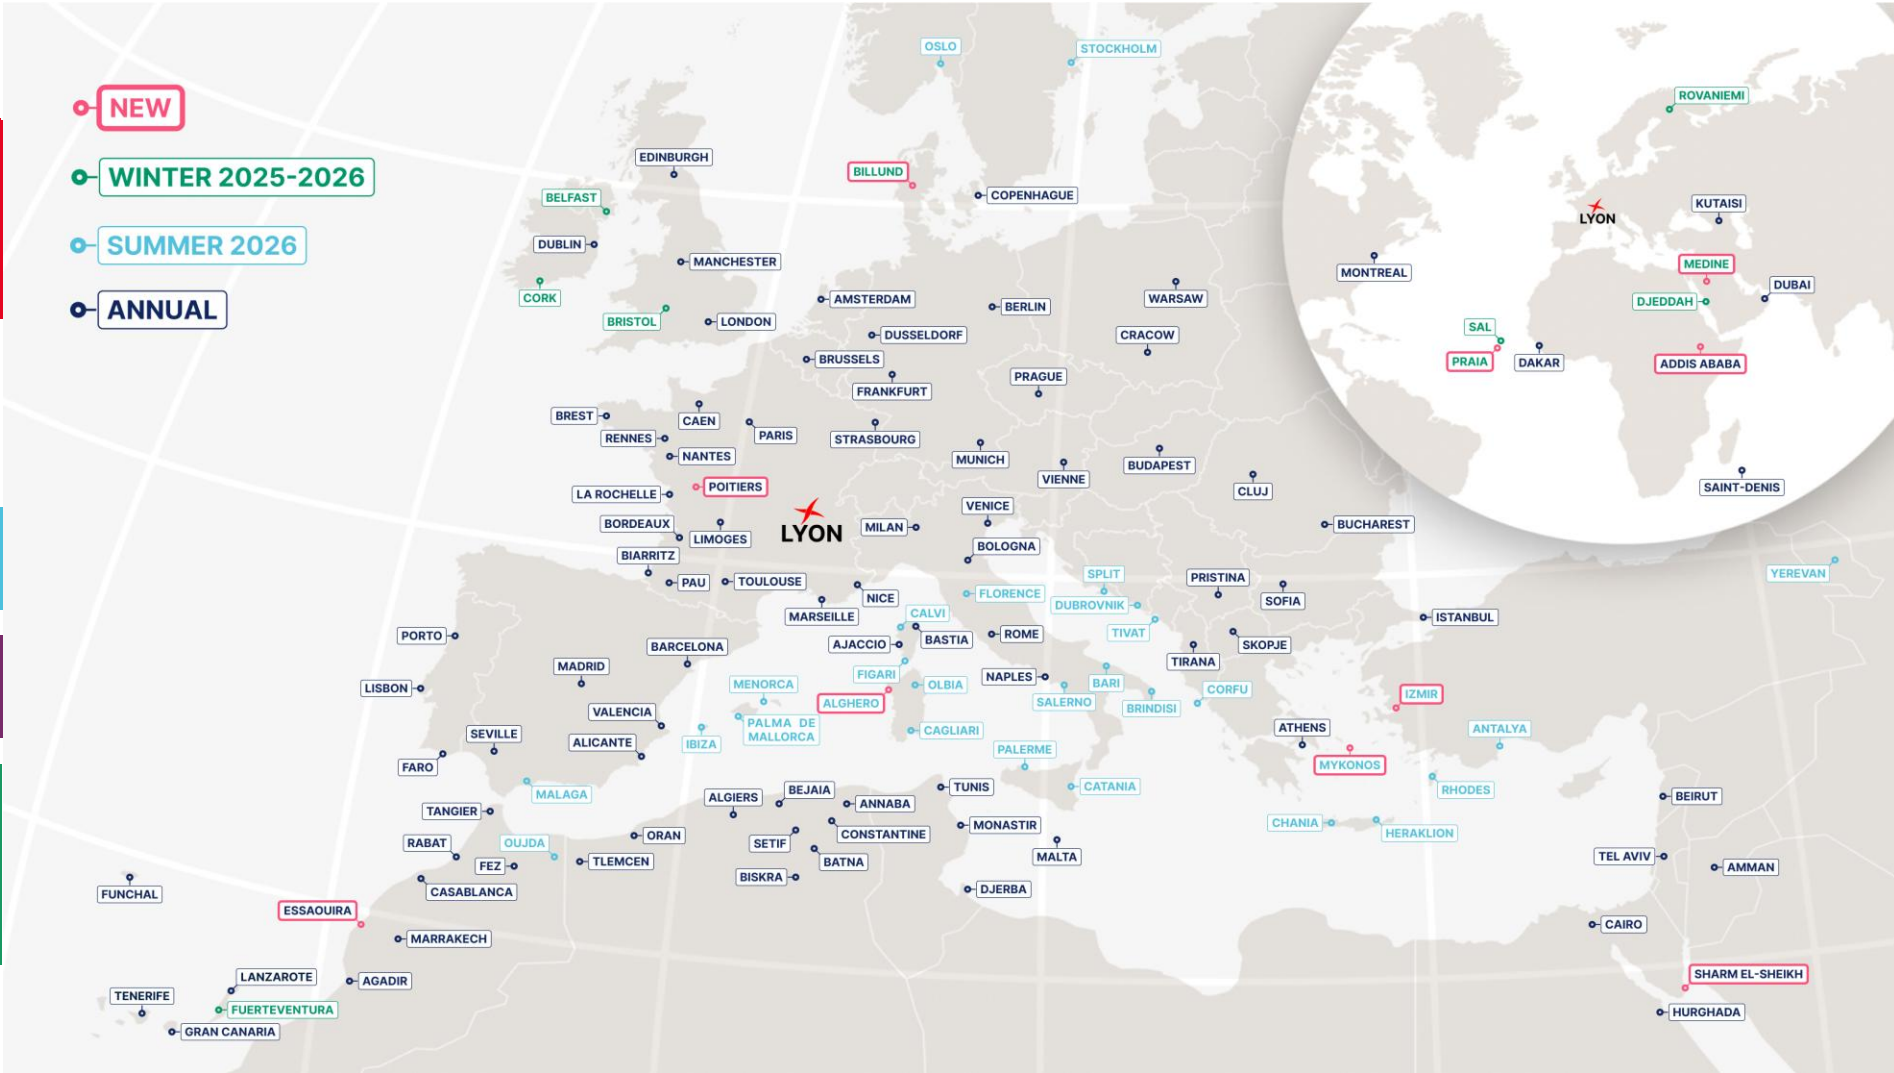 NEW
WINTER 2025-2026
SUMMER 2026
ANNUAL
OSLO
STOCKHOLM
EDINBURGH
BILLUND
BELFAST
COPENHAGUE
DUBLIN
MANCHESTER
CORK
BRISTOL
LONDON
AMSTERDAM
BERLIN
WARSAW
DUSSELDORF
CRACOW
BRUSSELS
FRANKFURT
PRAGUE
BREST
CAEN
RENNES
PARIS
STRASBOURG
NANTES
MUNICH
VIENNE
BUDAPEST
CLUJ
POITIERS
LA ROCHELLE
BORDEAUX
LIMOGES
LYON
MILAN
VENICE
BUCHAREST
BIARRITZ
BOLOGNA
PAU
TOULOUSE
NICE
MARSEILLE
FLORENCE
SPLIT
DUBROVNIK
PRISTINA
SOFIA
YEREVAN
CALVI
BASTIA
ROME
TIVAT
ISTANBUL
PORTO
BARCELONA
AJACCIO
SKOPJE
TIRANA
MADRID
LISBON
MENORCA
FIGARI
OLBIA
NAPLES
BARI
CORFU
IZMIR
ALGHERO
SALERNO
BRINDISI
VALENCIA
PALMA DE
MALLORCA
IBIZA
CAGLIARI
SEVILLE
ALICANTE
ATHENS
ANTALYA
PALERME
FARO
MYKONOS
MALAGA
ALGIERS
BEJAIA
TUNIS
CATANIA
RHODES
BEIRUT
TANGIER
ANNABA
CONSTANTINE
MONASTIR
CHANIA
HERAKLION
RABAT
OUJDA
ORAN
SETIF
MALTA
TEL AVIV
FEZ
TLEMCEN
BATNA
AMMAN
BISKRA
FUNCHAL
CASABLANCA
DJERBA
ESSAOUIRA
CAIRO
MARRAKECH
LANZAROTE
AGADIR
SHARM EL-SHEIKH
TENERIFE
FUERTEVENTURA
HURGHADA
GRAN CANARIA
ROVANIEMI
KUTAISI
LYON
MONTREAL
MEDINE
DUBAI
DJEDDAH
SAL
PRAIA
DAKAR
ADDIS ABABA
SAINT-DENIS